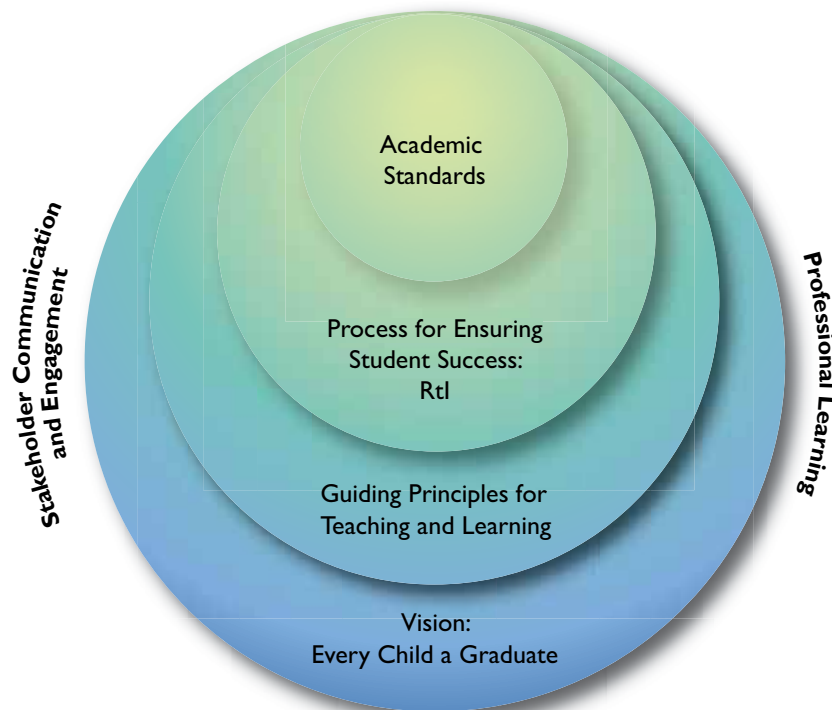 Academic
Standards
Stakeholder Communication
and Engagement
Professional Learning
Process for Ensuring
Student Success:
RtI
Guiding Principles for
Teaching and Learning
Vision:
Every Child a Graduate